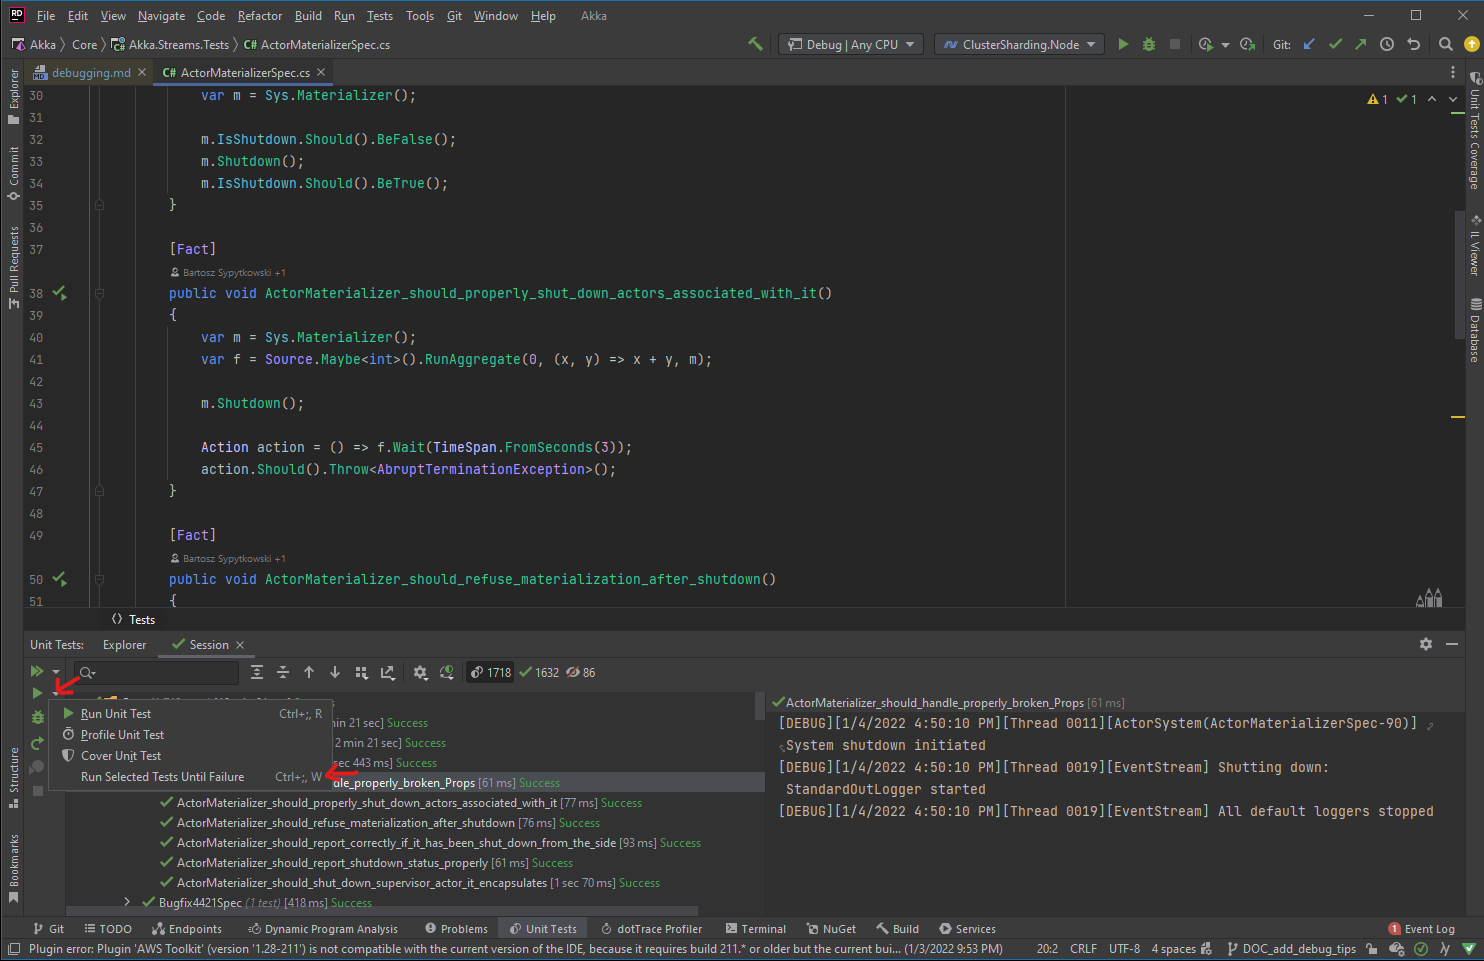 RD File Edit View Navigate Code Refactor Build Run Tests Tools Git Window Help Akka
Akka Core Akka.Streams.Tests C# ActorMaterializerSpec.cs Debug | Any CPU ClusterSharding.Node Git:
debugging.md C# ActorMaterializerSpec.cs
Explorer
Commit
Pull Requests
Structure
Bookmarks
1 1
30 var m = Sys.Materializer();
31
32 m.IsShutdown.Should().BeFalse();
33 m.Shutdown();
34 m.IsShutdown.Should().BeTrue();
35 }
36
37 [Fact]
Bartosz Sypytkowski +1
38 public void ActorMaterializer_should_properly_shut_down_actors_associated_with_it()
39 {
40 var m = Sys.Materializer();
41 var f = Source.Maybe<int>().RunAggregate(0, (x, y) => x + y, m);
42
43 m.Shutdown();
44
45 Action action = () => f.Wait(TimeSpan.FromSeconds(3));
46 action.Should().Throw<AbruptTerminationException>();
47 }
48
49 [Fact]
Bartosz Sypytkowski +1
50 public void ActorMaterializer_should_refuse_materialization_after_shutdown()
51 {
Unit Tests Coverage
IL Viewer
Database
Tests
Unit Tests: Explorer Session
1718 1632 86
Run Unit Test Ctrl+;, R
Profile Unit Test
Cover Unit Test
Run Selected Tests Until Failure Ctrl+;, W
in 21 sec] Success
2 min 21 sec] Success
sec 443 ms] Success
dle_properly_broken_Props [61 ms] Success
ActorMaterializer_should_properly_shut_down_actors_associated_with_it [77 ms] Success
ActorMaterializer_should_refuse_materialization_after_shutdown [76 ms] Success
ActorMaterializer_should_report_correctly_if_it_has_been_shut_down_from_the_side [93 ms] Success
ActorMaterializer_should_report_shutdown_status_properly [61 ms] Success
ActorMaterializer_should_shut_down_supervisor_actor_it_encapsulates [1 sec 70 ms] Success
Bugfix4421Spec (1 test) [418 ms] Success
ActorMaterializer_should_handle_properly_broken_Props [61 ms]
[DEBUG][1/4/2022 4:50:10 PM][Thread 0011][ActorSystem(ActorMaterializerSpec-90)]
System shutdown initiated
[DEBUG][1/4/2022 4:50:10 PM][Thread 0019][EventStream] Shutting down:
StandardOutLogger started
[DEBUG][1/4/2022 4:50:10 PM][Thread 0019][EventStream] All default loggers stopped
Git TODO Endpoints Dynamic Program Analysis Problems Unit Tests dotTrace Profiler Terminal NuGet Build Services 1 Event Log
Plugin error: Plugin 'AWS Toolkit' (version '1.28-211') is not compatible with the current version of the IDE, because it requires build 211.* or older but the current bui... (1/3/2022 9:53 PM) 20:2 CRLF UTF-8 4 spaces DOC_add_debug_tips